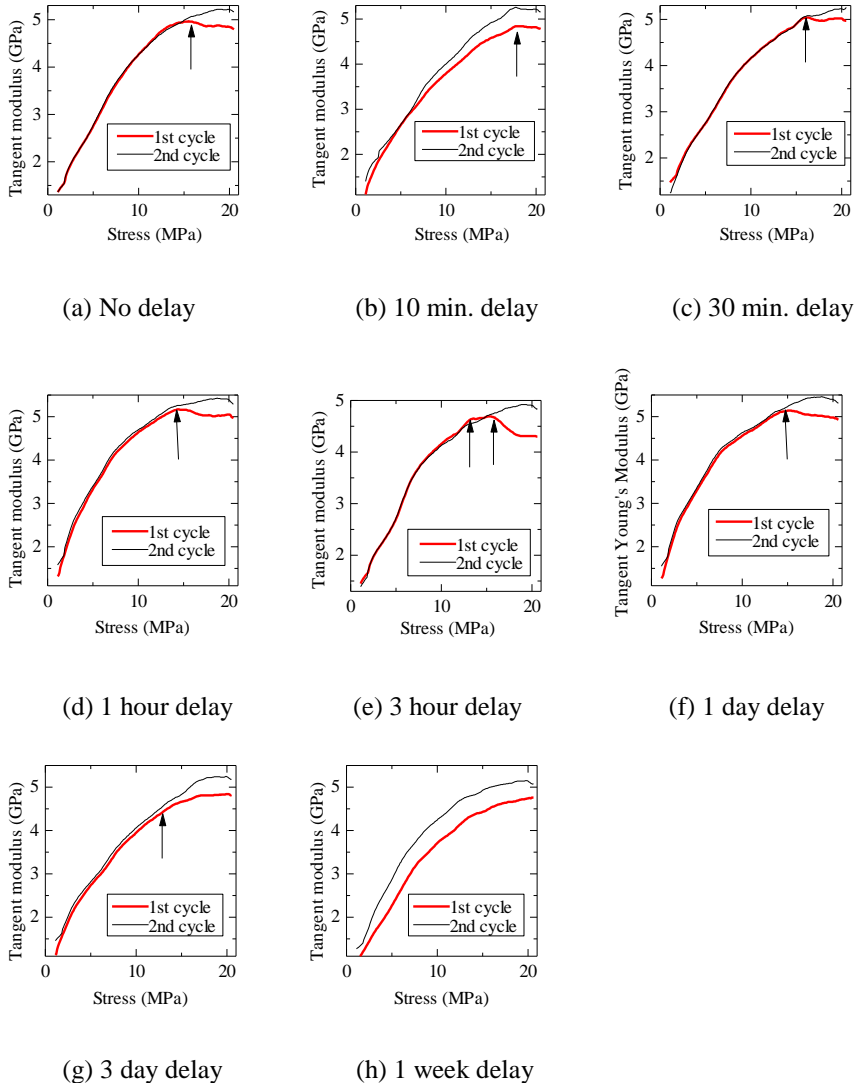 Tangent modulus (GPa)
5
4
3
2
1st cycle
2nd cycle
0 10 20
Stress (MPa)
(a) No delay
Tangent modulus (GPa)
5
4
3
2
1st cycle
2nd cycle
0 10 20
Stress (MPa)
(b) 10 min. delay
Tangent modulus (GPa)
5
4
3
2
1st cycle
2nd cycle
0 10 20
Stress (MPa)
(c) 30 min. delay
Tangent modulus (GPa)
5
4
3
2
1st cycle
2nd cycle
0 10 20
Stress (MPa)
(d) 1 hour delay
Tangent modulus (GPa)
5
4
3
2
1st cycle
2nd cycle
0 10 20
Stress (MPa)
(e) 3 hour delay
Tangent Young's Modulus (GPa)
5
4
3
2
1st cycle
2nd cycle
0 10 20
Stress (MPa)
(f) 1 day delay
Tangent modulus (GPa)
5
4
3
2
1st cycle
2nd cycle
0 10 20
Stress (MPa)
(g) 3 day delay
Tangent modulus (GPa)
5
4
3
2
1st cycle
2nd cycle
0 10 20
Stress (MPa)
(h) 1 week delay